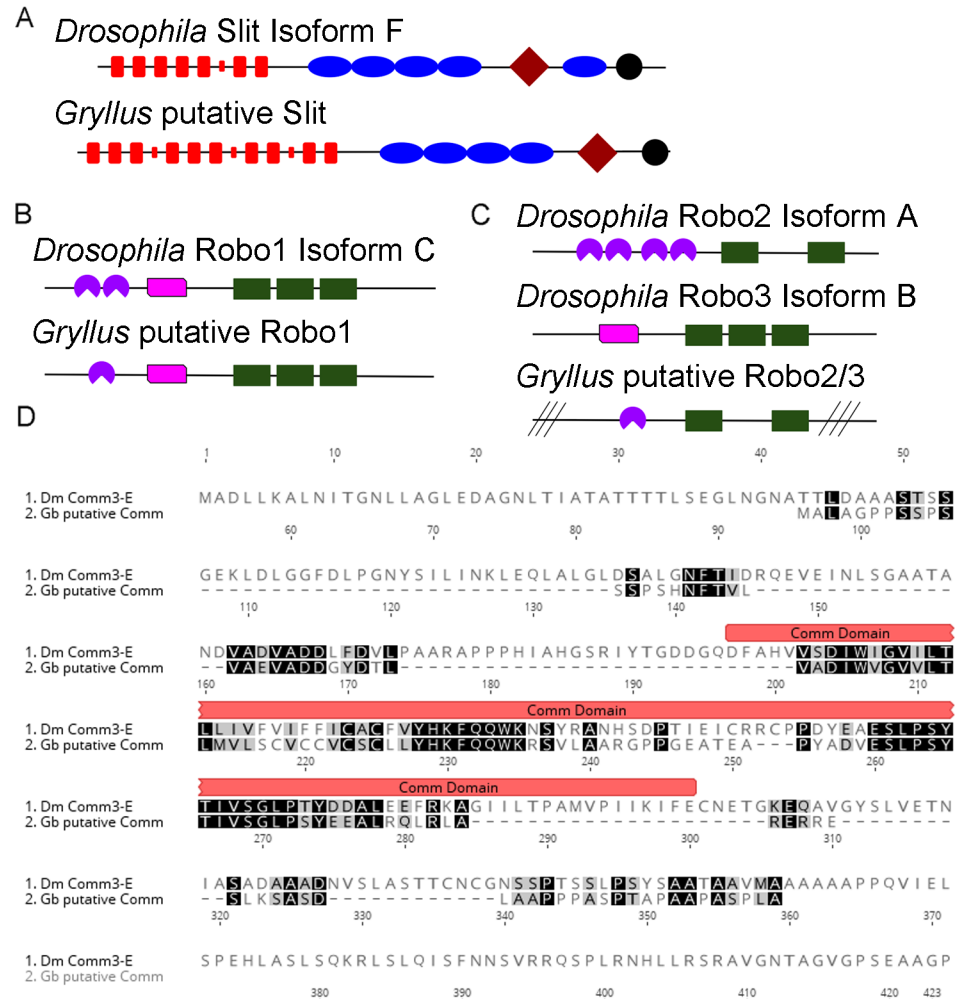 A
Drosophila Slit Isoform F
Gryllus putative Slit
B
Drosophila Robo1 Isoform C
Gryllus putative Robo1
C
Drosophila Robo2 Isoform A
Drosophila Robo3 Isoform B
Gryllus putative Robo2/3
D
1 10 20 30 40 50
1. Dm Comm3-E MADLLKALNITGNLLAGLEDAGNLTIATATTTTLSEGLNGNATTLDAAASTSS
2. Gb putative Comm MALAGPPSSPS
60 70 80 90 100
1. Dm Comm3-E GEKLDLGGFDLPGNYSILINKLEQLALGLDSALGNFTIDRQEVEINLSGAATA
2. Gb putative Comm -----------------------------SSPSHNFTVL--------------
110 120 130 140 150
Comm Domain
1. Dm Comm3-E NDVADVADDLFDVLPAARAPPPHIAHGSRIYTGDDGQDFAHVVSDIWIGVILT
2. Gb putative Comm --VAEVADDGYDTL----------------------------VADIWVGVVLT
160 170 180 190 200 210
Comm Domain
1. Dm Comm3-E LLIVFVIFFICACFVYHKFQQWKNSYRANHSDPTIEICRRCPPDYEAESLPSY
2. Gb putative Comm LMVLSCVCCVCSCLLYHKFQQWKNSVLAARGPPGEATEA---PYADVESLPSY
220 230 240 250 260
Comm Domain
1. Dm Comm3-E TIVSGLPTYDDALEEFRKAGIILTPAMVPIIKIFECNETGKEQAVGYSLVETN
2. Gb putative Comm TIVSGLPSYEEALRQLRLA---------------------RERRE--------
270 280 290 300 310
1. Dm Comm3-E IASADAAADNVSLASTTCNCGNSSPTSSLPSYSAATAAVMAAAAAAPPQVIEL
2. Gb putative Comm --SLKSASD------------LAAPPPASPTAPAAPASPLA
320 330 340 350 360 370
1. Dm Comm3-E SPEHLASLSQKRLSLQISFNNSVRRQSPLRNHLLRSRAVGNTAGVGPSEAAGP
2. Gb putative Comm
380 390 400 410 420 423